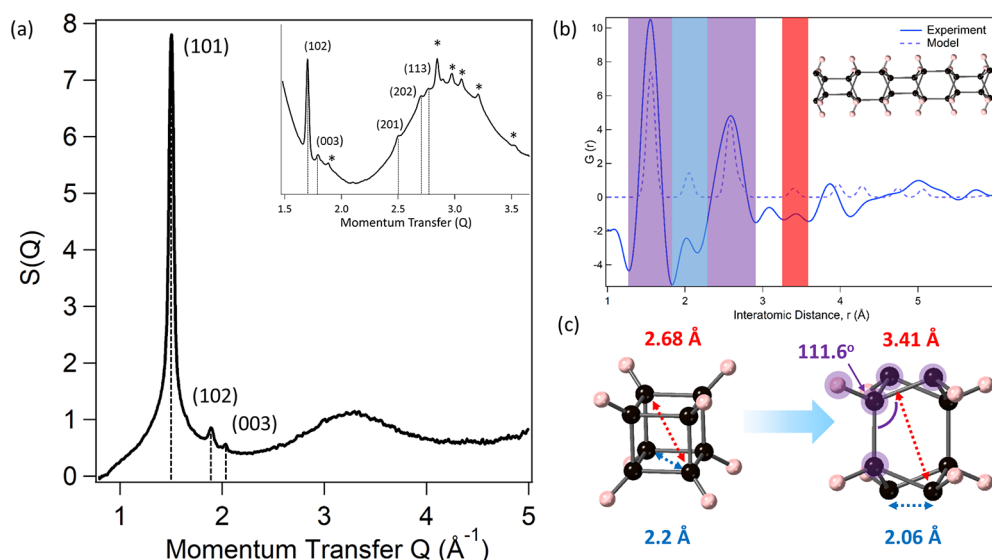 (a)
S(Q)
8
7
6
5
4
3
2
1
0
(101)
(102)
(003)
1 2 3 4 5
Momentum Transfer Q (Å⁻¹)
(102)
(003)
*
(201)
(202)
(113)
* * * * *
1.5 2.0 2.5 3.0 3.5
Momentum Transfer (Q)
(b)
G (r)
10
8
6
4
2
0
-2
-4
Experiment
Model
1 2 3 4 5
Interatomic Distance, r (Å)
(c)
2.68 Å
2.2 Å
111.6⁰
3.41 Å
2.06 Å